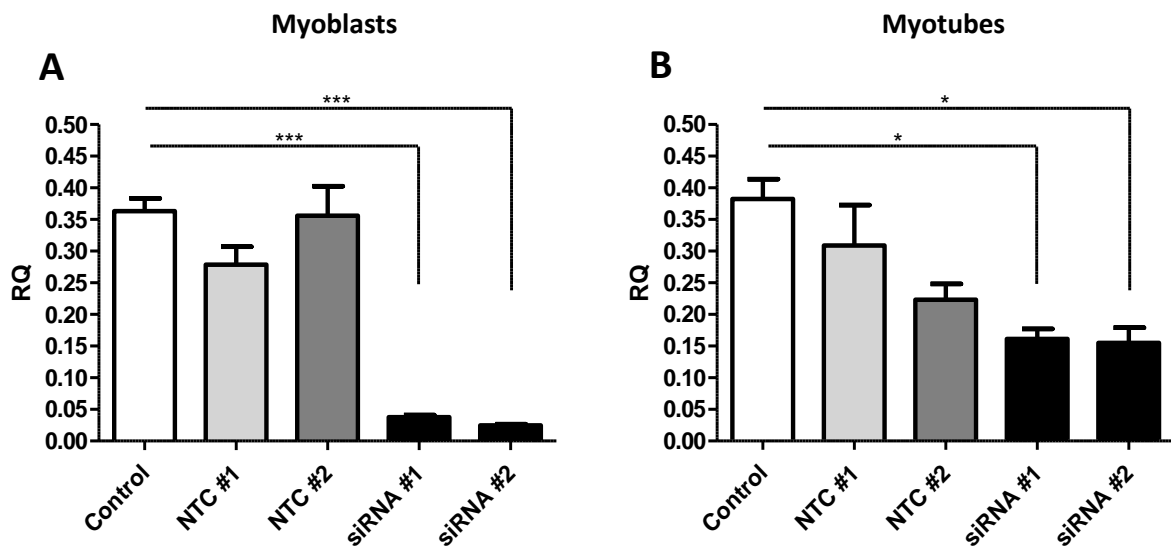 Myoblasts
A
***
***
RQ
0.50
0.45
0.40
0.35
0.30
0.25
0.20
0.15
0.10
0.05
0.00
Control
NTC #1
NTC #2
siRNA #1
siRNA #2
Myotubes
B
*
*
RQ
0.50
0.45
0.40
0.35
0.30
0.25
0.20
0.15
0.10
0.05
0.00
Control
NTC #1
NTC #2
siRNA #1
siRNA #2